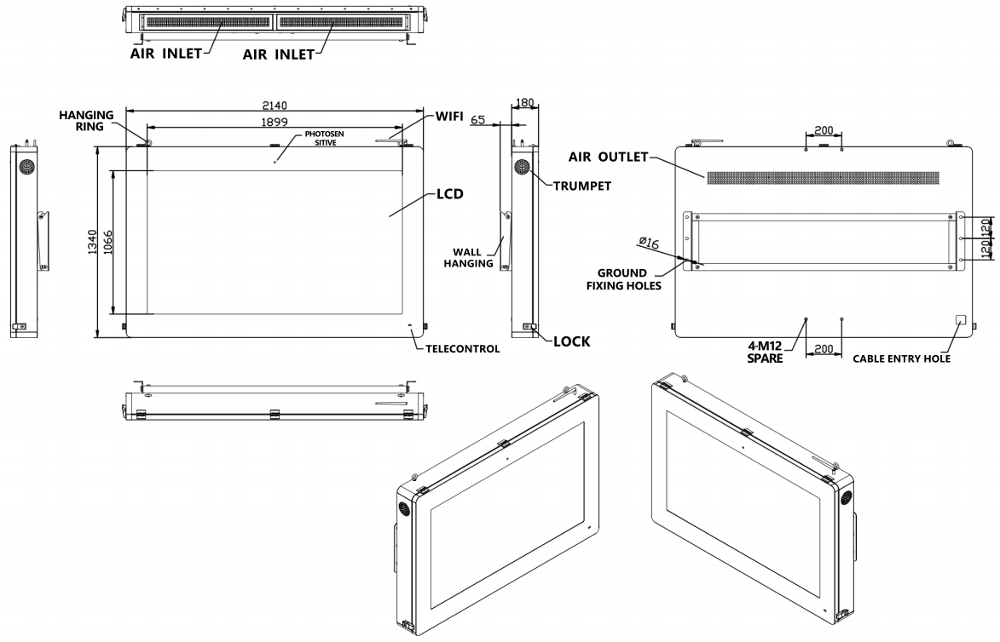 AIR INLET
AIR INLET
2140
1899
HANGING
RING
PHOTOSEN
SITIVE
WIFI
LCD
1340
1066
TELECONTROL
180
65
TRUMPET
WALL
HANGING
LOCK
200
AIR OUTLET
120
120
Ø16
GROUND
FIXING HOLES
4-M12
SPARE
200
CABLE ENTRY HOLE